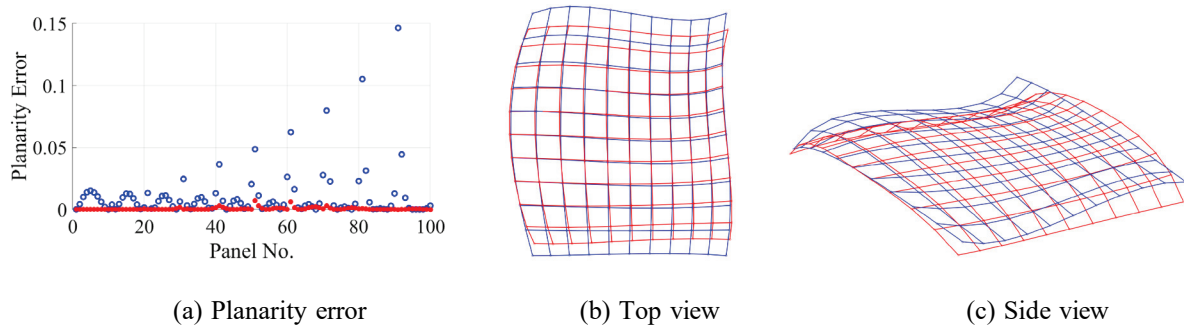 0.15
0.1
0.05
0
Planarity Error
0 20 40 60 80 100
Panel No.
(a) Planarity error
(b) Top view
(c) Side view